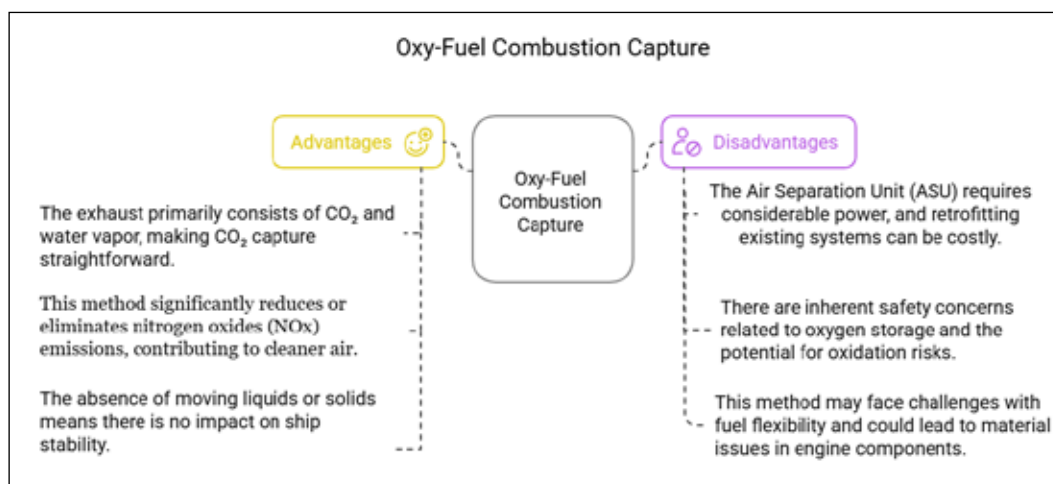 Oxy-Fuel Combustion Capture
Advantages
Oxy-Fuel
Combustion
Capture
Disadvantages
The exhaust primarily consists of CO₂ and
water vapor, making CO₂ capture
straightforward.
This method significantly reduces or
eliminates nitrogen oxides (NOx)
emissions, contributing to cleaner air.
The absence of moving liquids or solids
means there is no impact on ship
stability.
The Air Separation Unit (ASU) requires
considerable power, and retrofitting
existing systems can be costly.
There are inherent safety concerns
related to oxygen storage and the
potential for oxidation risks.
This method may face challenges with
fuel flexibility and could lead to material
issues in engine components.